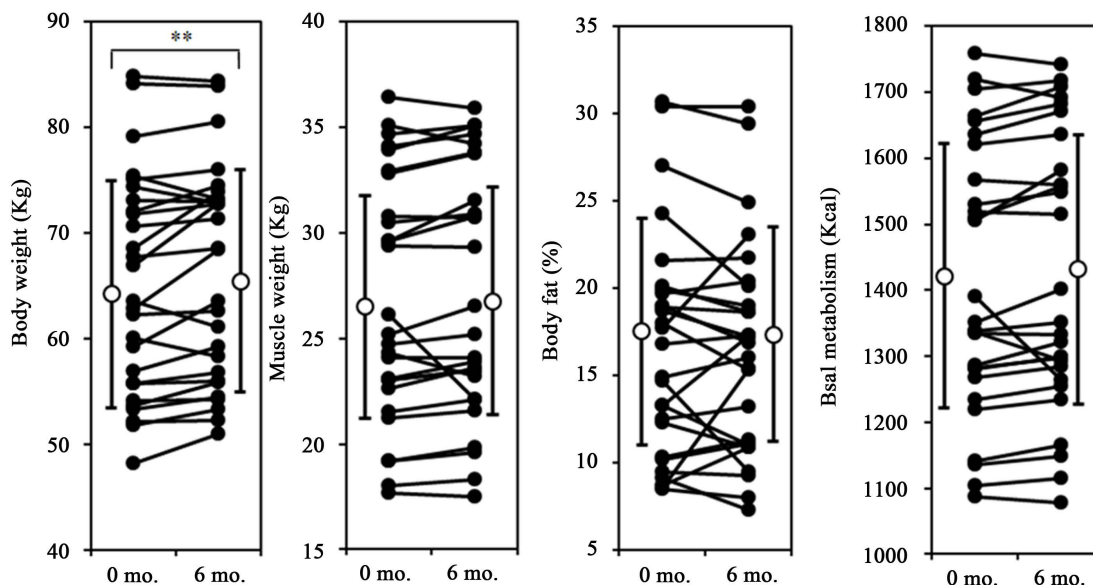 Body weight (Kg)
90
80
70
60
50
40
**
0 mo.
6 mo.
Muscle weight (Kg)
40
35
30
25
20
15
0 mo.
6 mo.
Body fat (%)
35
30
25
20
15
10
5
0 mo.
6 mo.
Bsal metabolism (Kcal)
1800
1700
1600
1500
1400
1300
1200
1100
1000
0 mo.
6 mo.